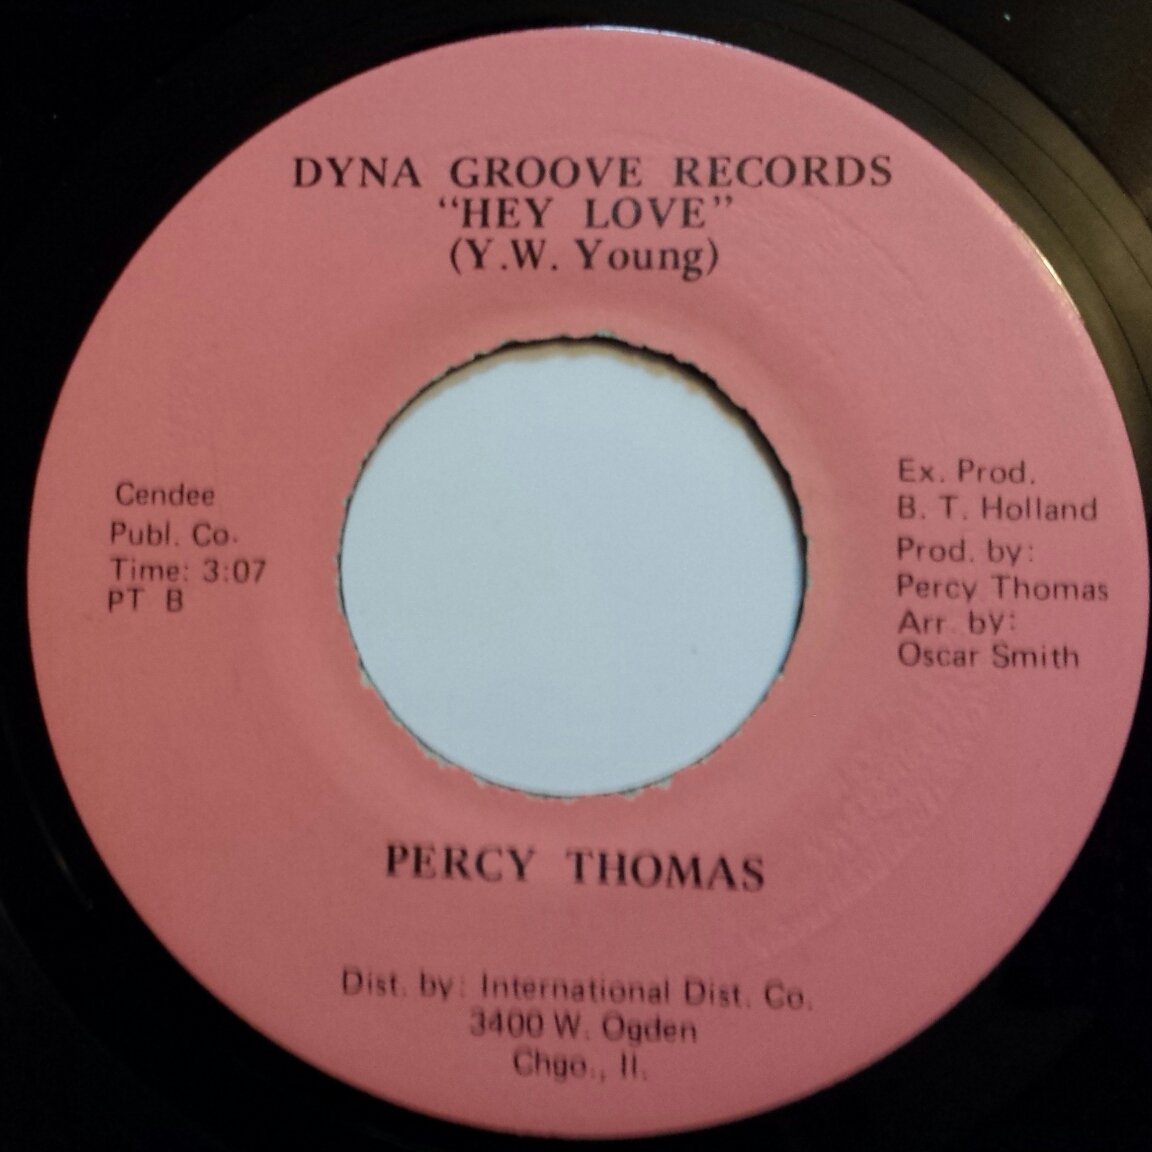 DYNA GROOVE RECORDS
"HEY LOVE"
(Y.W. Young)
Cendee
Publ. Co.
Time: 3:07
PT B
Ex. Prod.
B. T. Holland
Prod. by:
Percy Thomas
Arr. by:
Oscar Smith
PERCY THOMAS
Dist. by: International Dist. Co.
3400 W. Ogden
Chgo., Il.